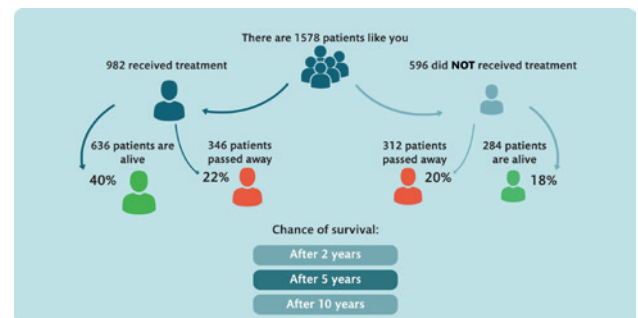 There are 1578 patients like you
982 received treatment
596 did NOT received treatment
636 patients are
alive
40%
346 patients
passed away
22%
312 patients
passed away
20%
284 patients
are alive
18%
Chance of survival:
After 2 years
After 5 years
After 10 years